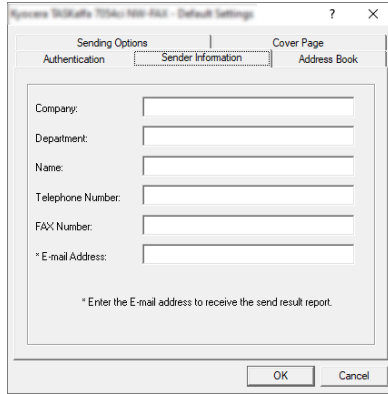 Kyocera TASKalfa 7054ci NW-FAX - Default Settings
? ×
Sending Options Cover Page
Authentication Sender Information Address Book
Company:
Department:
Name:
Telephone Number:
FAX Number:
* E-mail Address:
* Enter the E-mail address to receive the send result report.
OK Cancel